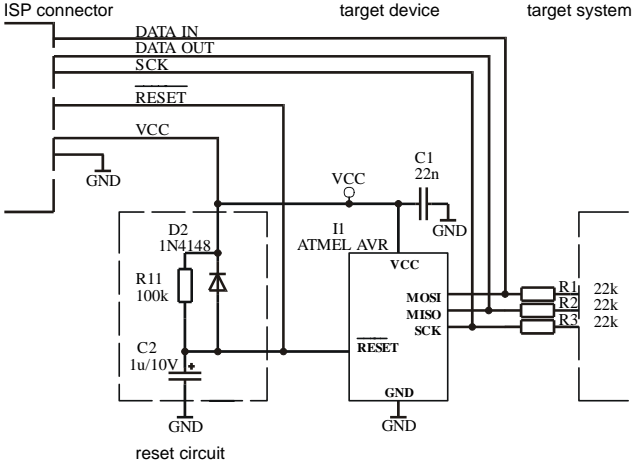 ISP connector
target device
target system
DATA IN
DATA OUT
SCK
RESET
VCC
GND
C1
22n
VCC
GND
D2
1N4148
I1
ATMEL AVR
VCC
R11
100k
MOSI
MISO
SCK
R1 22k
R2 22k
R3 22k
RESET
C2
1u/10V
+
GND
GND
GND
reset circuit